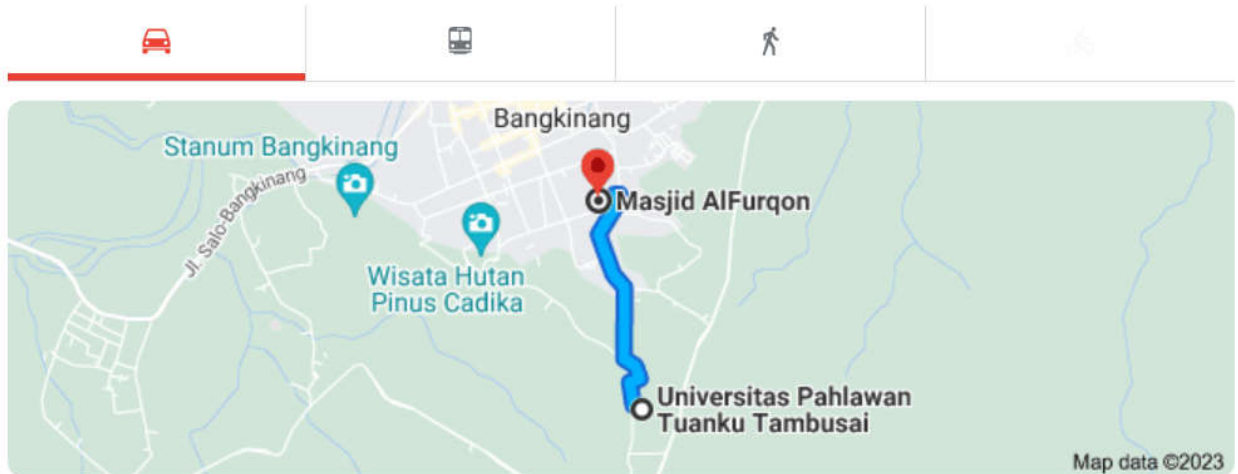 Bangkinang
Stanum Bangkinang
Jl. Salo-Bangkinang
Masjid AlFurqon
Wisata Hutan
Pinus Cadika
Universitas Pahlawan
Tuanku Tambusai
Map data ©2023